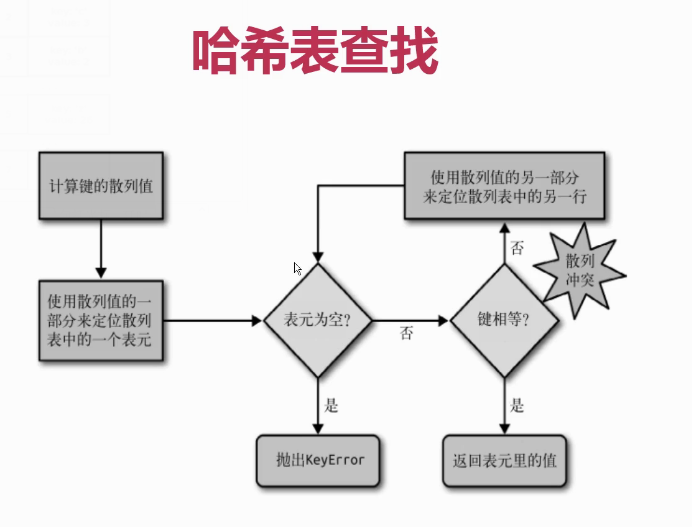 哈希表查找
计算键的散列值
使用散列值的一
部分来定位散列
表中的一个表元
表元为空?
否
是
抛出KeyError
键相等?
否
是
返回表元里的值
使用散列值的另一部分
来定位散列表中的另一行
散列
冲突